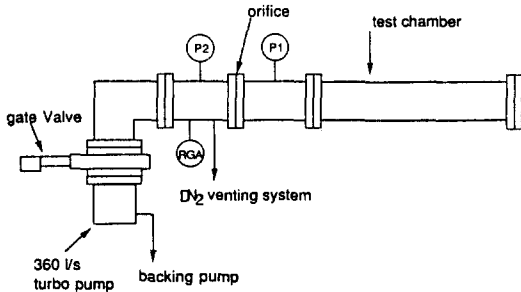 orifice
test chamber
P2
P1
gate Valve
RGA
N₂ venting system
360 l/s
turbo pump
backing pump